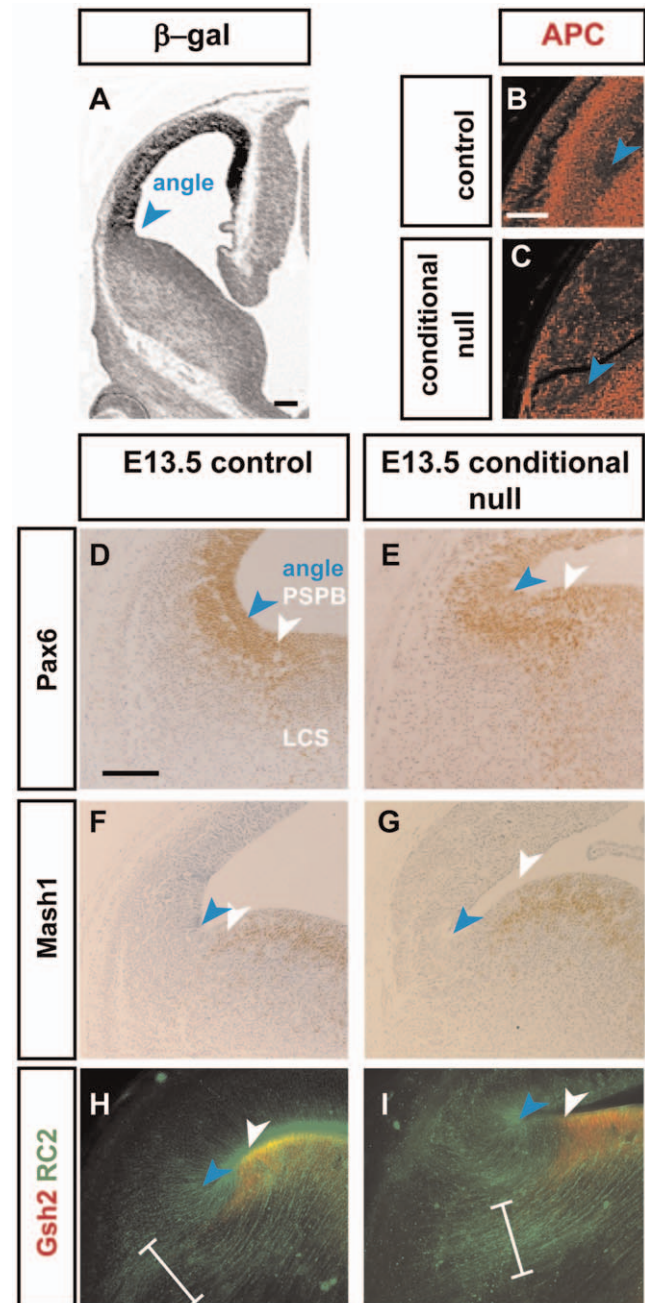 β–gal
APC
A
angle
B
control
C
conditional
null
E13.5 control
E13.5 conditional
null
Pax6
D
angle
PSPB
LCS
E
Mash1
F
G
Gsh2 RC2
H
I